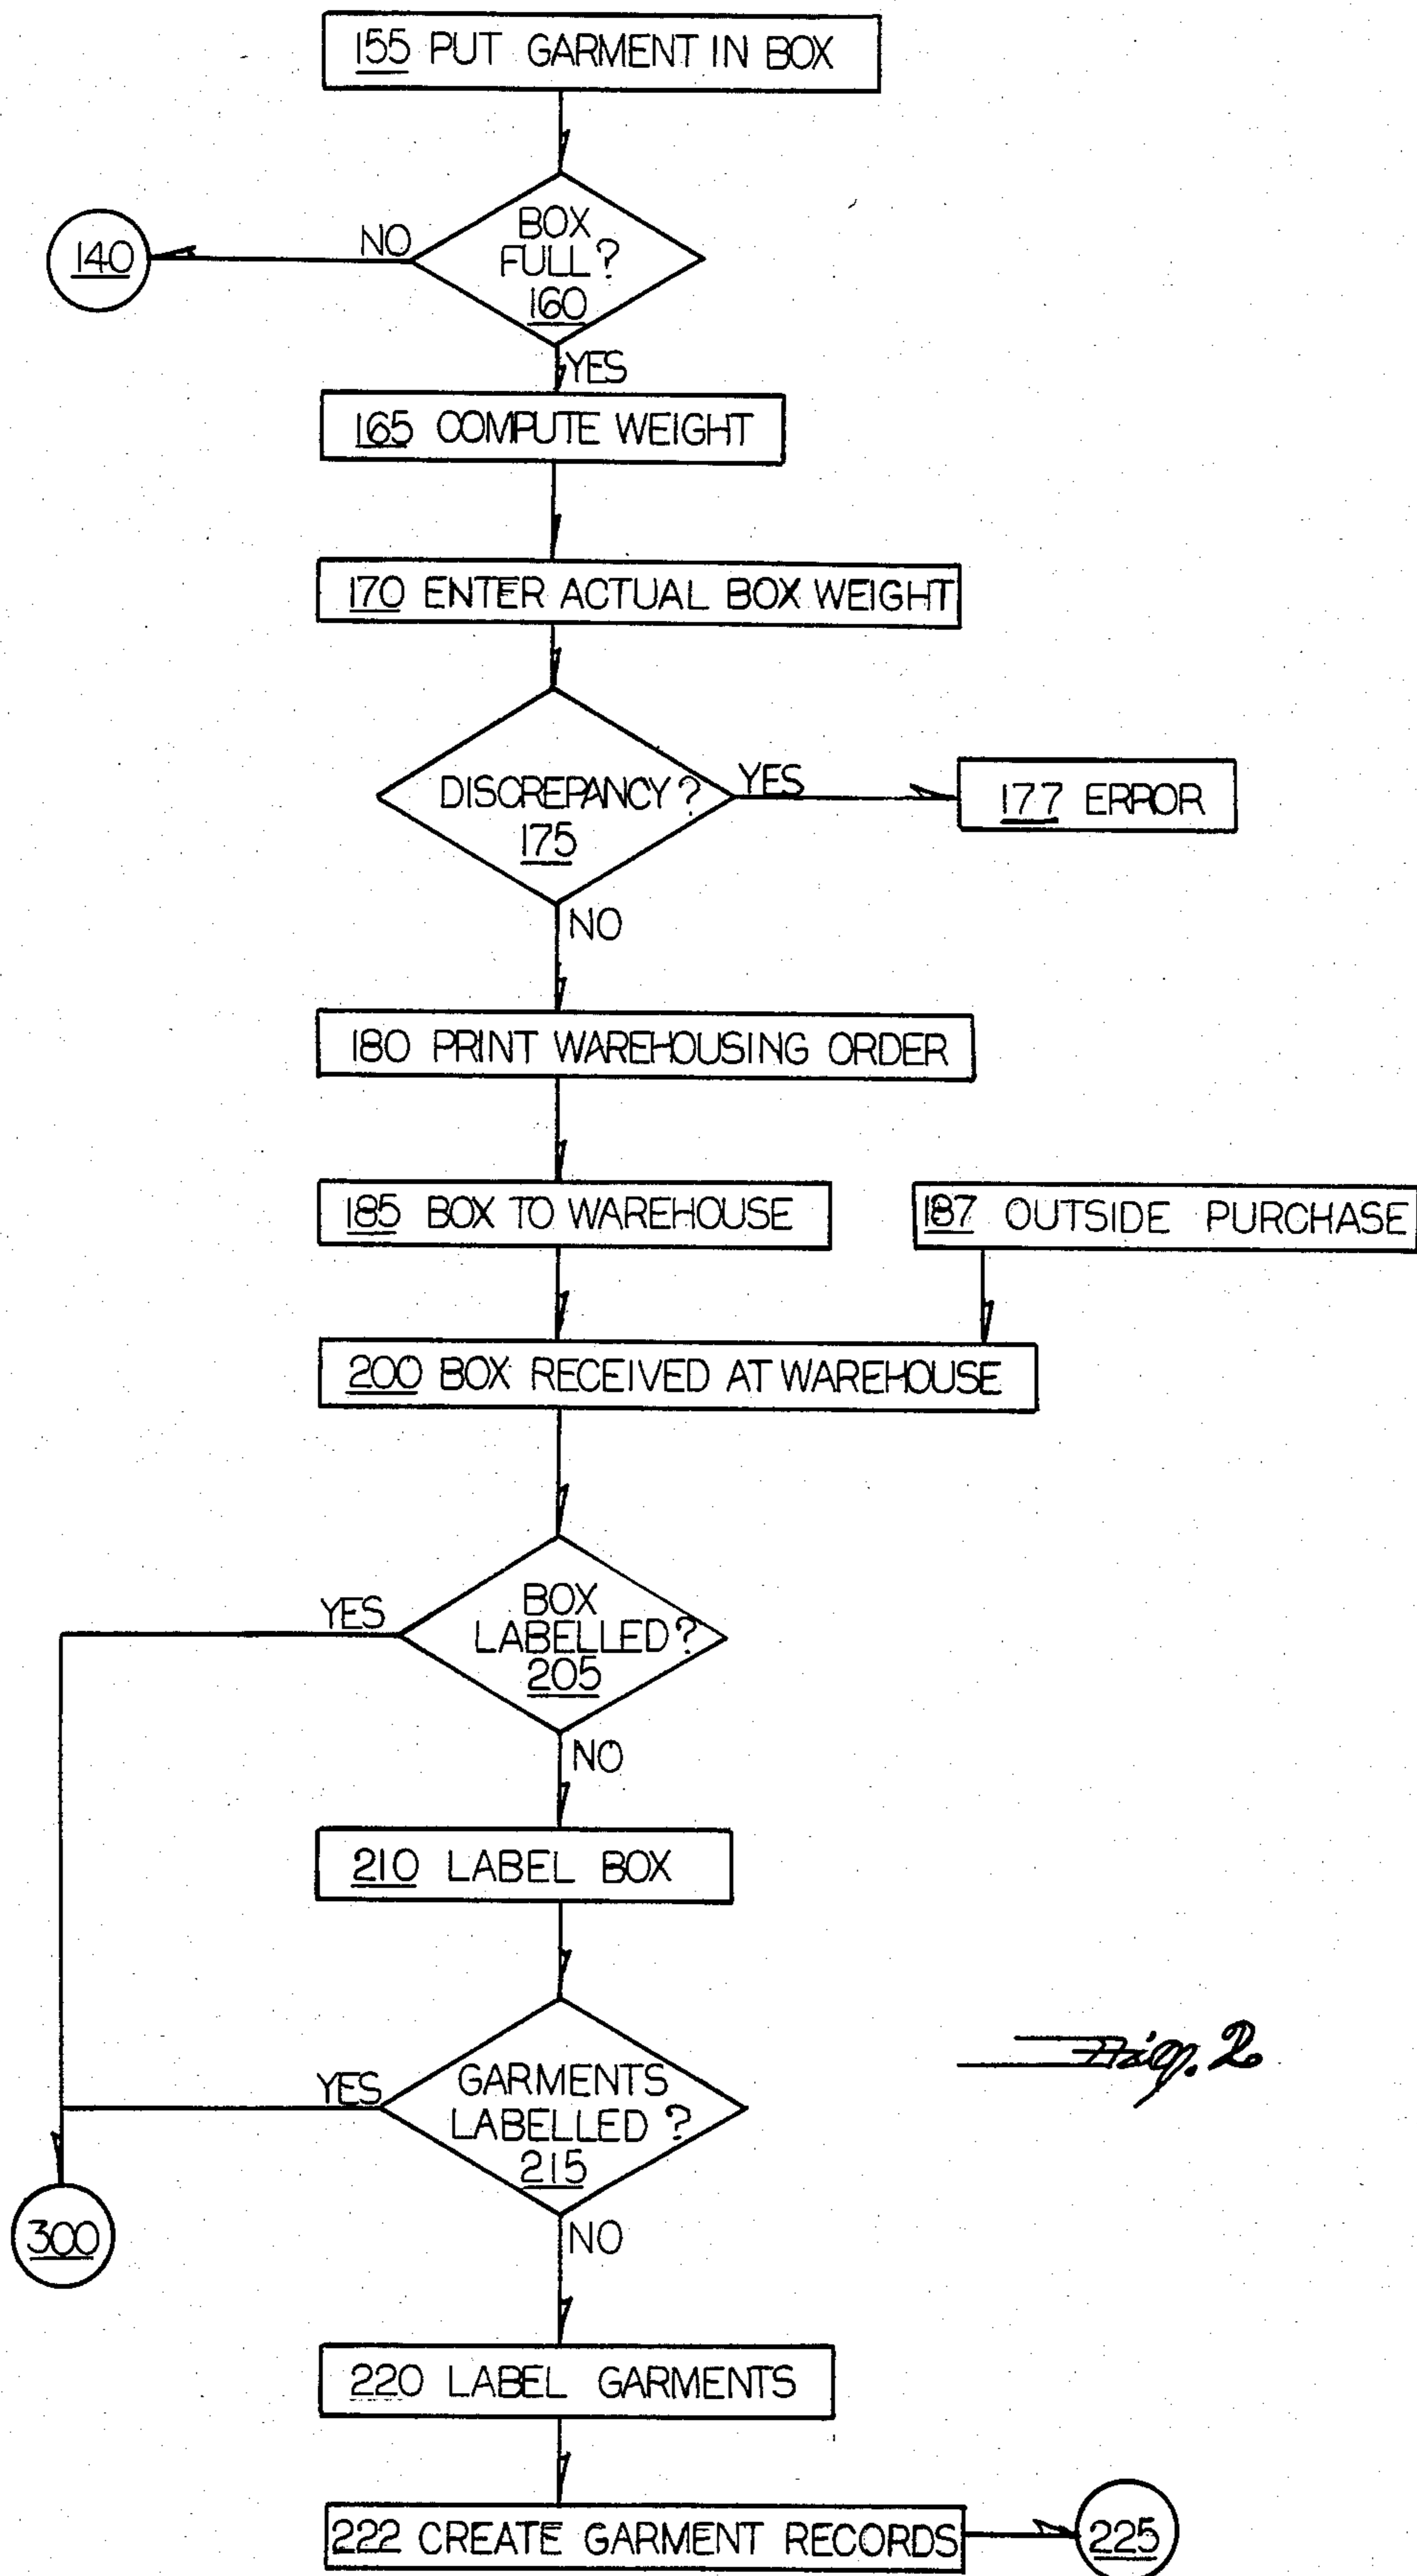 155 PUT GARMENT IN BOX
BOX
FULL?
160
NO
140
YES
165 COMPUTE WEIGHT
170 ENTER ACTUAL BOX WEIGHT
DISCREPANCY?
175
YES
177 ERROR
NO
180 PRINT WAREHOUSING ORDER
185 BOX TO WAREHOUSE
187 OUTSIDE PURCHASE
200 BOX RECEIVED AT WAREHOUSE
BOX
LABELLED?
205
YES
NO
210 LABEL BOX
GARMENTS
LABELLED?
215
YES
300
NO
Fig. 2
220 LABEL GARMENTS
222 CREATE GARMENT RECORDS
225